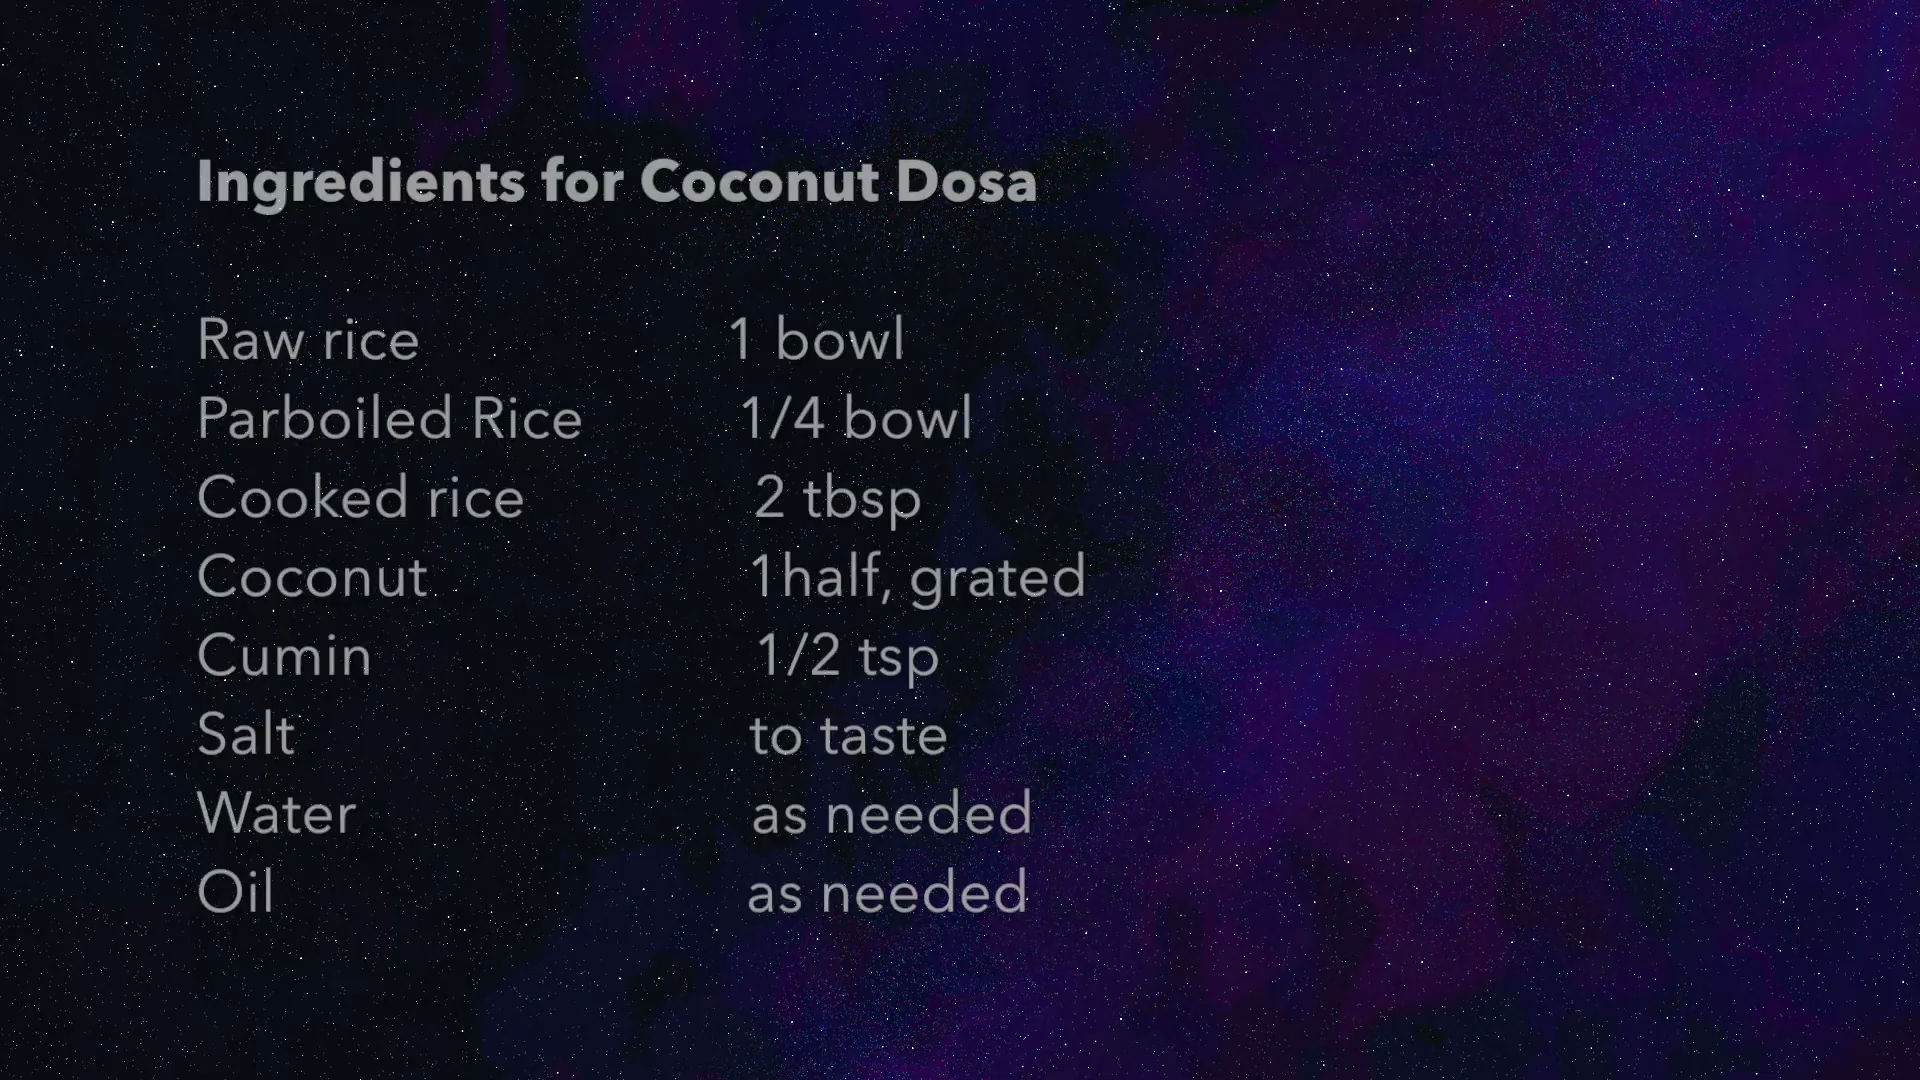 Ingredients for Coconut Dosa
Raw rice 1 bowl
Parboiled Rice 1/4 bowl
Cooked rice 2 tbsp
Coconut 1half, grated
Cumin 1/2 tsp
Salt to taste
Water as needed
Oil as needed